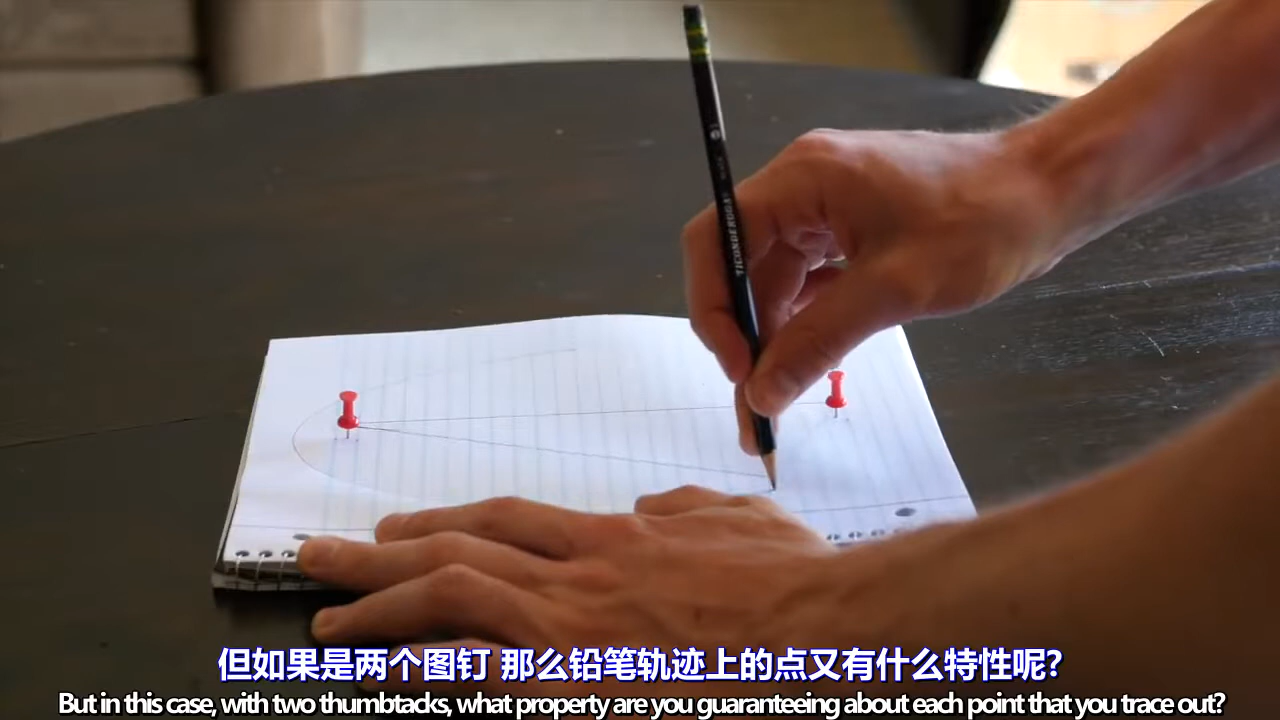 TICONDEROGA
但如果是两个图钉 那么铅笔轨迹上的点又有什么特性呢?
But in this case, with two thumbtacks, what property are you guaranteeing about each point that you trace out?